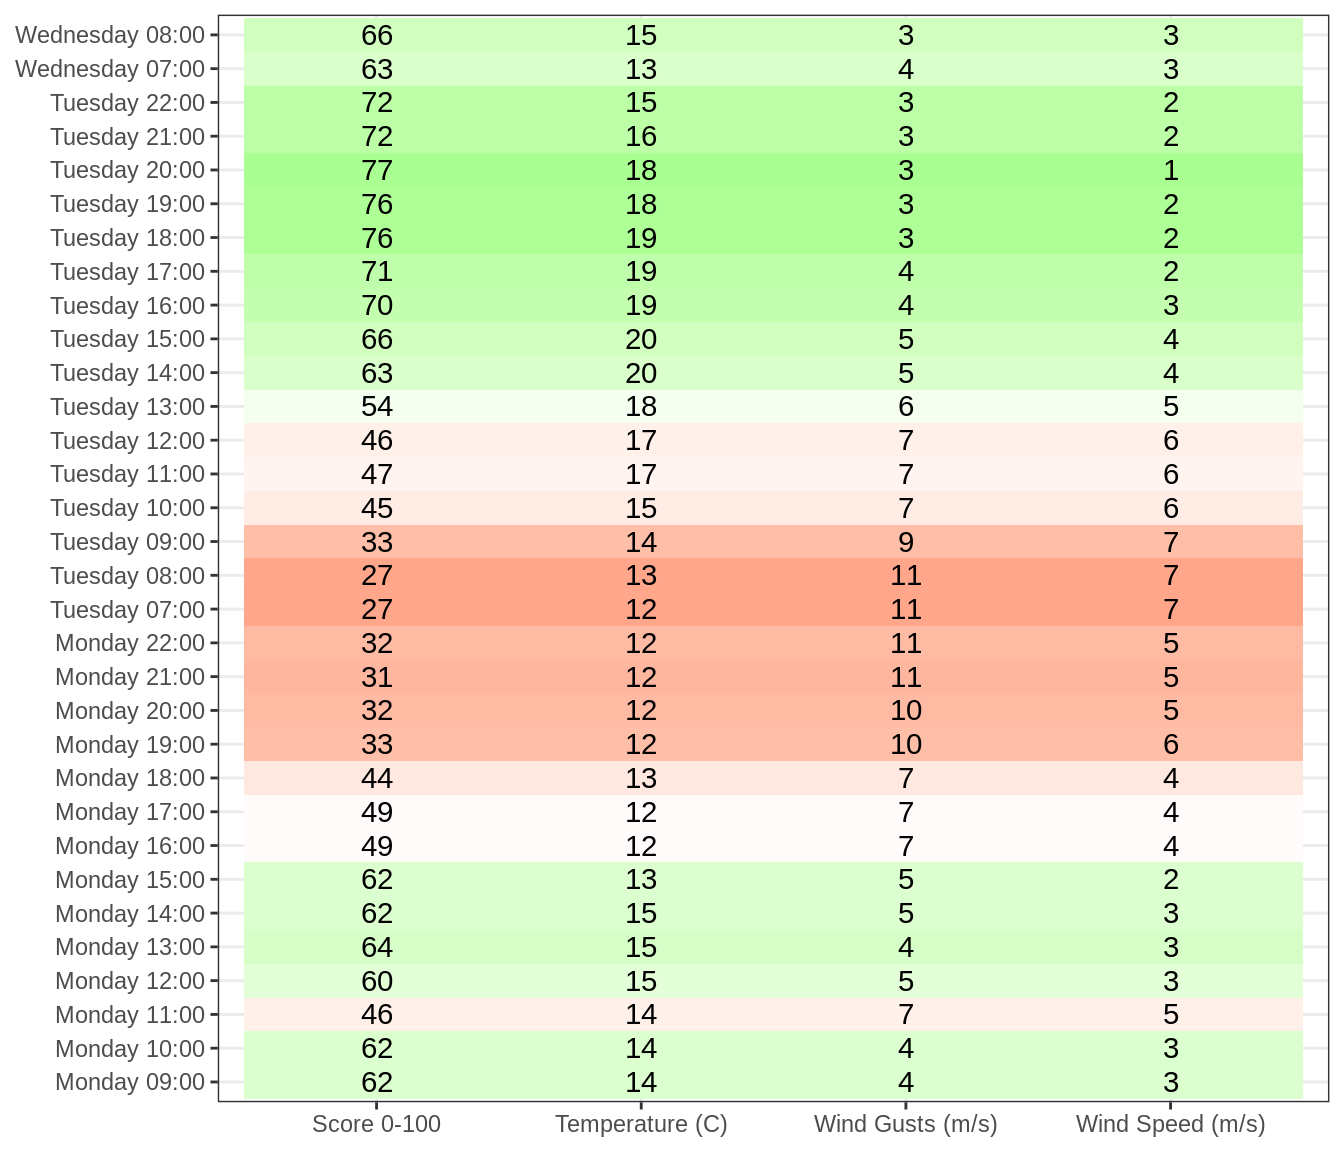 Wednesday 08:00 66 15 3 3
Wednesday 07:00 63 13 4 3
Tuesday 22:00 72 15 3 2
Tuesday 21:00 72 16 3 2
Tuesday 20:00 77 18 3 1
Tuesday 19:00 76 18 3 2
Tuesday 18:00 76 19 3 2
Tuesday 17:00 71 19 4 2
Tuesday 16:00 70 19 4 3
Tuesday 15:00 66 20 5 4
Tuesday 14:00 63 20 5 4
Tuesday 13:00 54 18 6 5
Tuesday 12:00 46 17 7 6
Tuesday 11:00 47 17 7 6
Tuesday 10:00 45 15 7 6
Tuesday 09:00 33 14 9 7
Tuesday 08:00 27 13 11 7
Tuesday 07:00 27 12 11 7
Monday 22:00 32 12 11 5
Monday 21:00 31 12 11 5
Monday 20:00 32 12 10 5
Monday 19:00 33 12 10 6
Monday 18:00 44 13 7 4
Monday 17:00 49 12 7 4
Monday 16:00 49 12 7 4
Monday 15:00 62 13 5 2
Monday 14:00 62 15 5 3
Monday 13:00 64 15 4 3
Monday 12:00 60 15 5 3
Monday 11:00 46 14 7 5
Monday 10:00 62 14 4 3
Monday 09:00 62 14 4 3
Score 0-100 Temperature (C) Wind Gusts (m/s) Wind Speed (m/s)